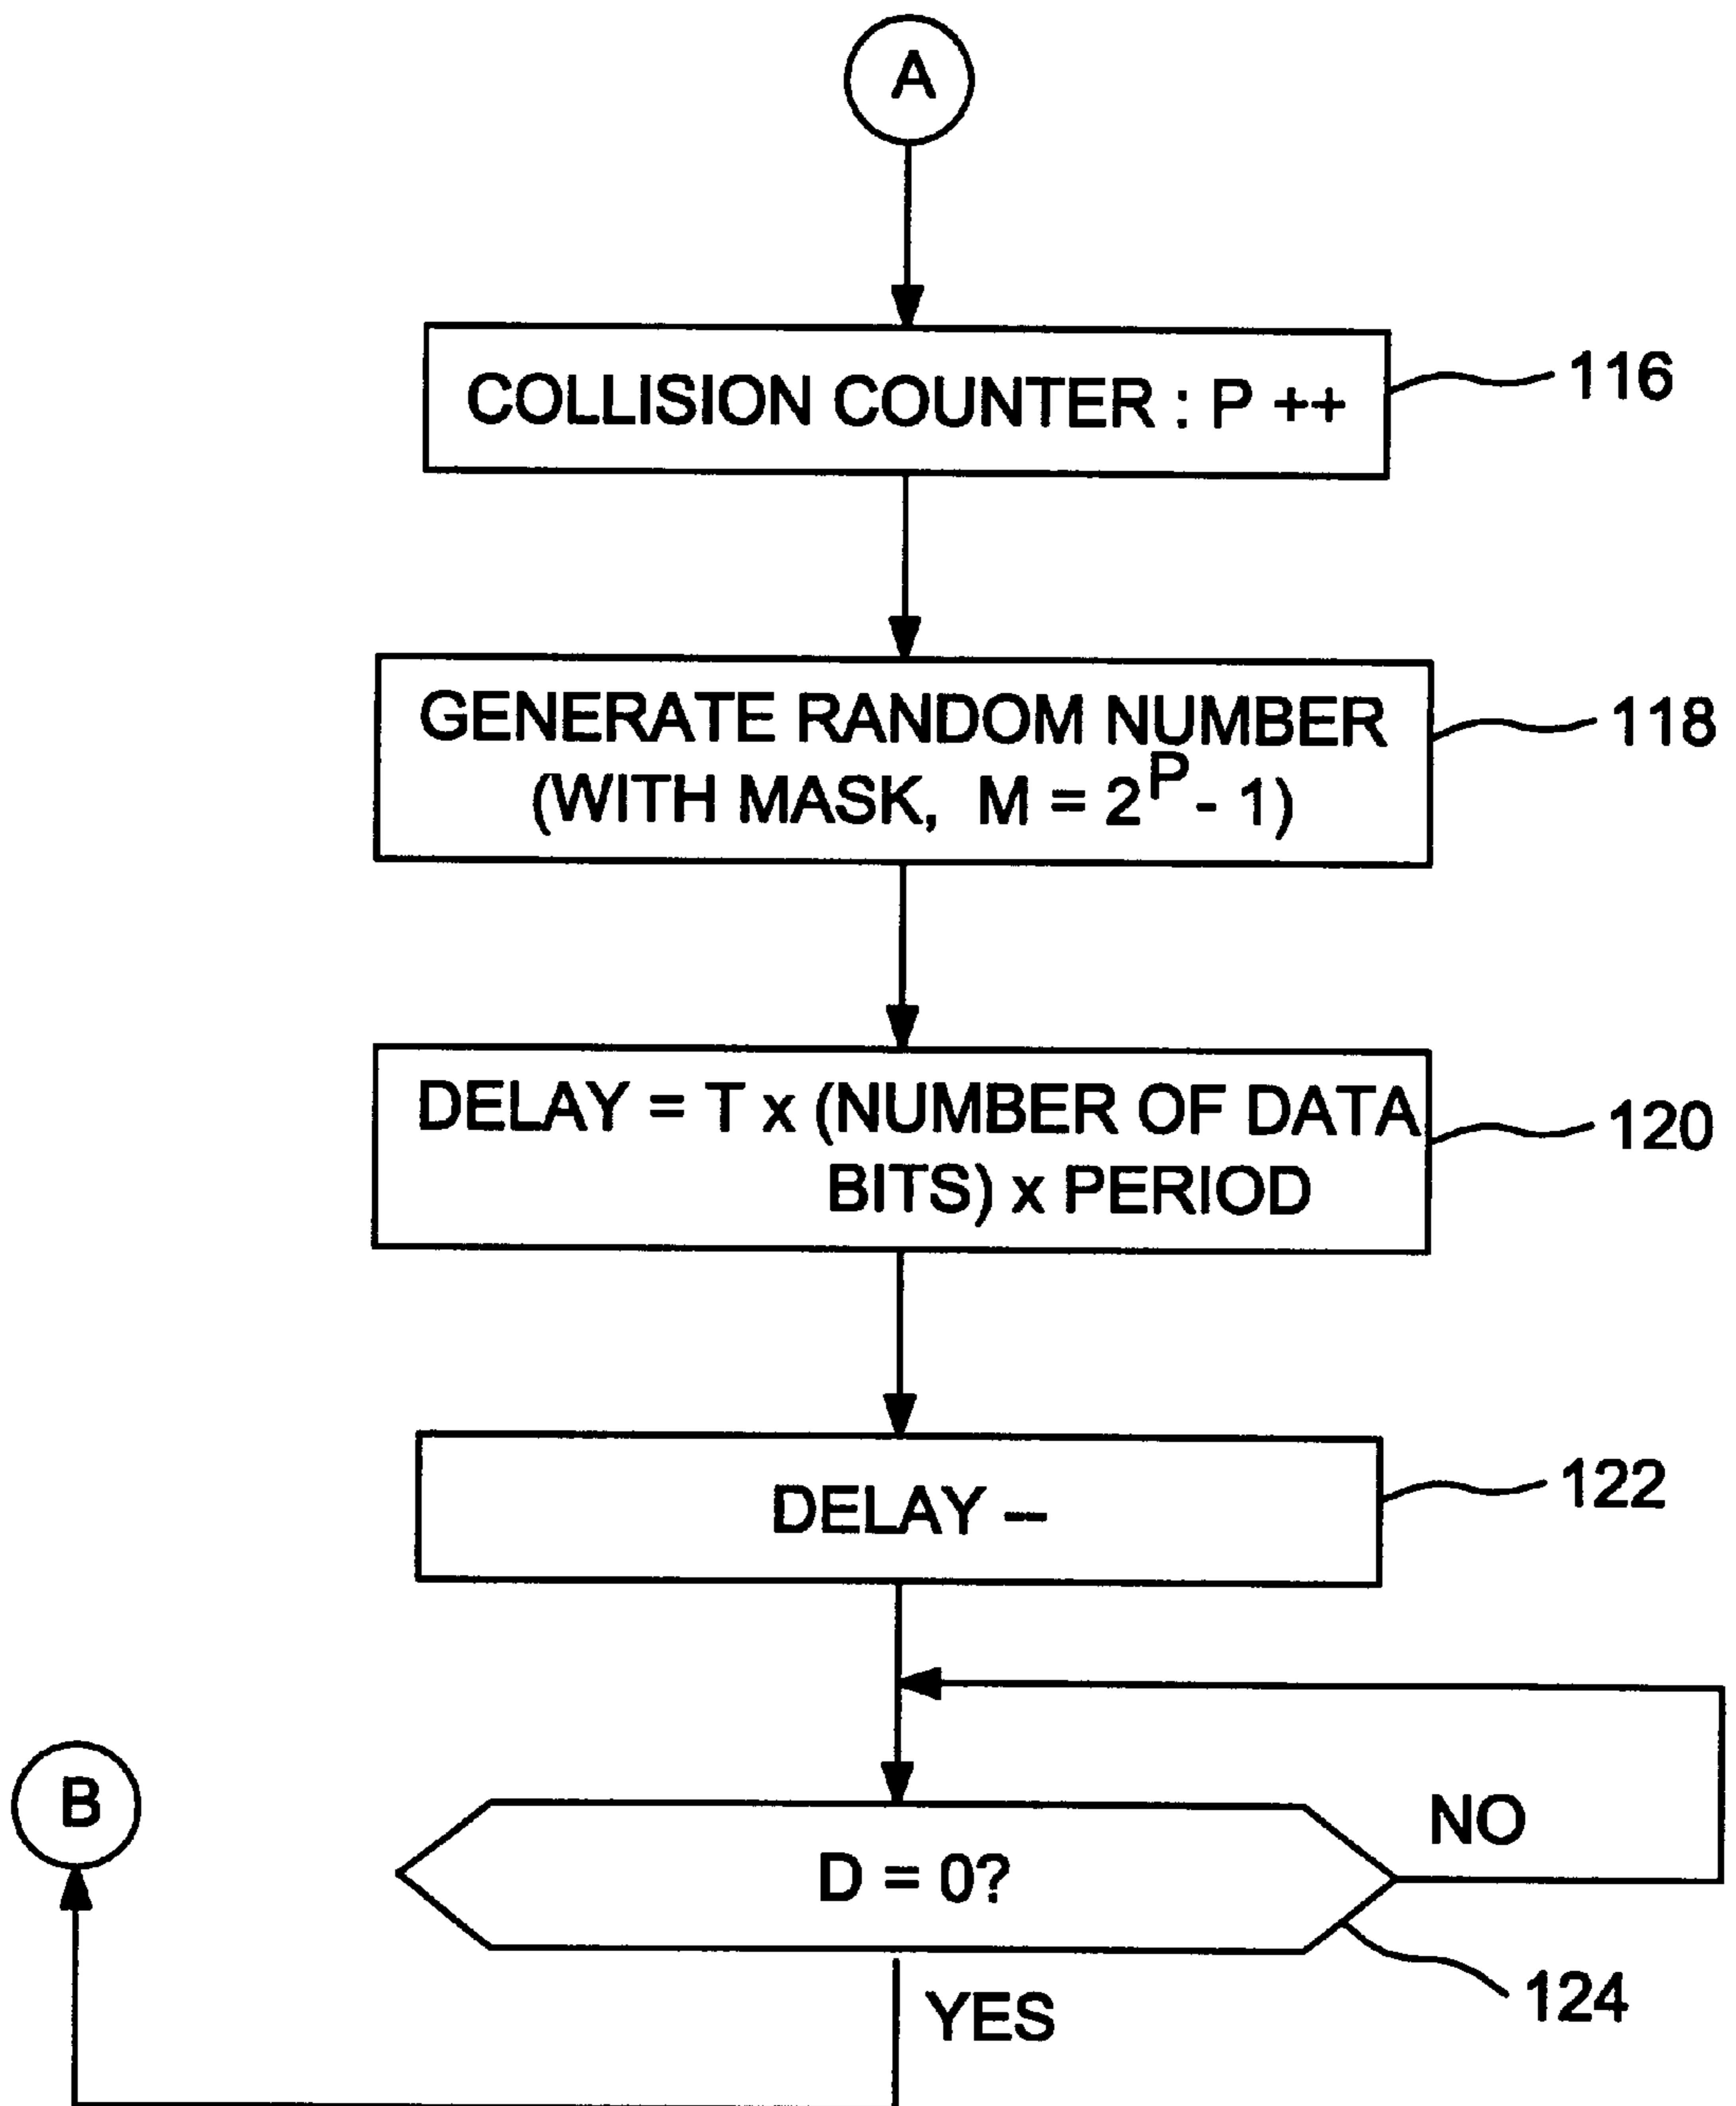 A
COLLISION COUNTER : P ++
116
GENERATE RANDOM NUMBER
(WITH MASK, M = 2^P - 1)
118
DELAY = T x (NUMBER OF DATA
BITS) x PERIOD
120
DELAY --
122
B
NO
D = 0?
124
YES